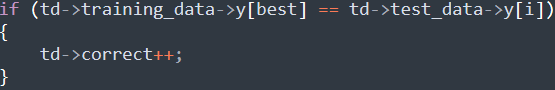 if (td->training_data->y[best] == td->test_data->y[i])
{
    td->correct++;
}